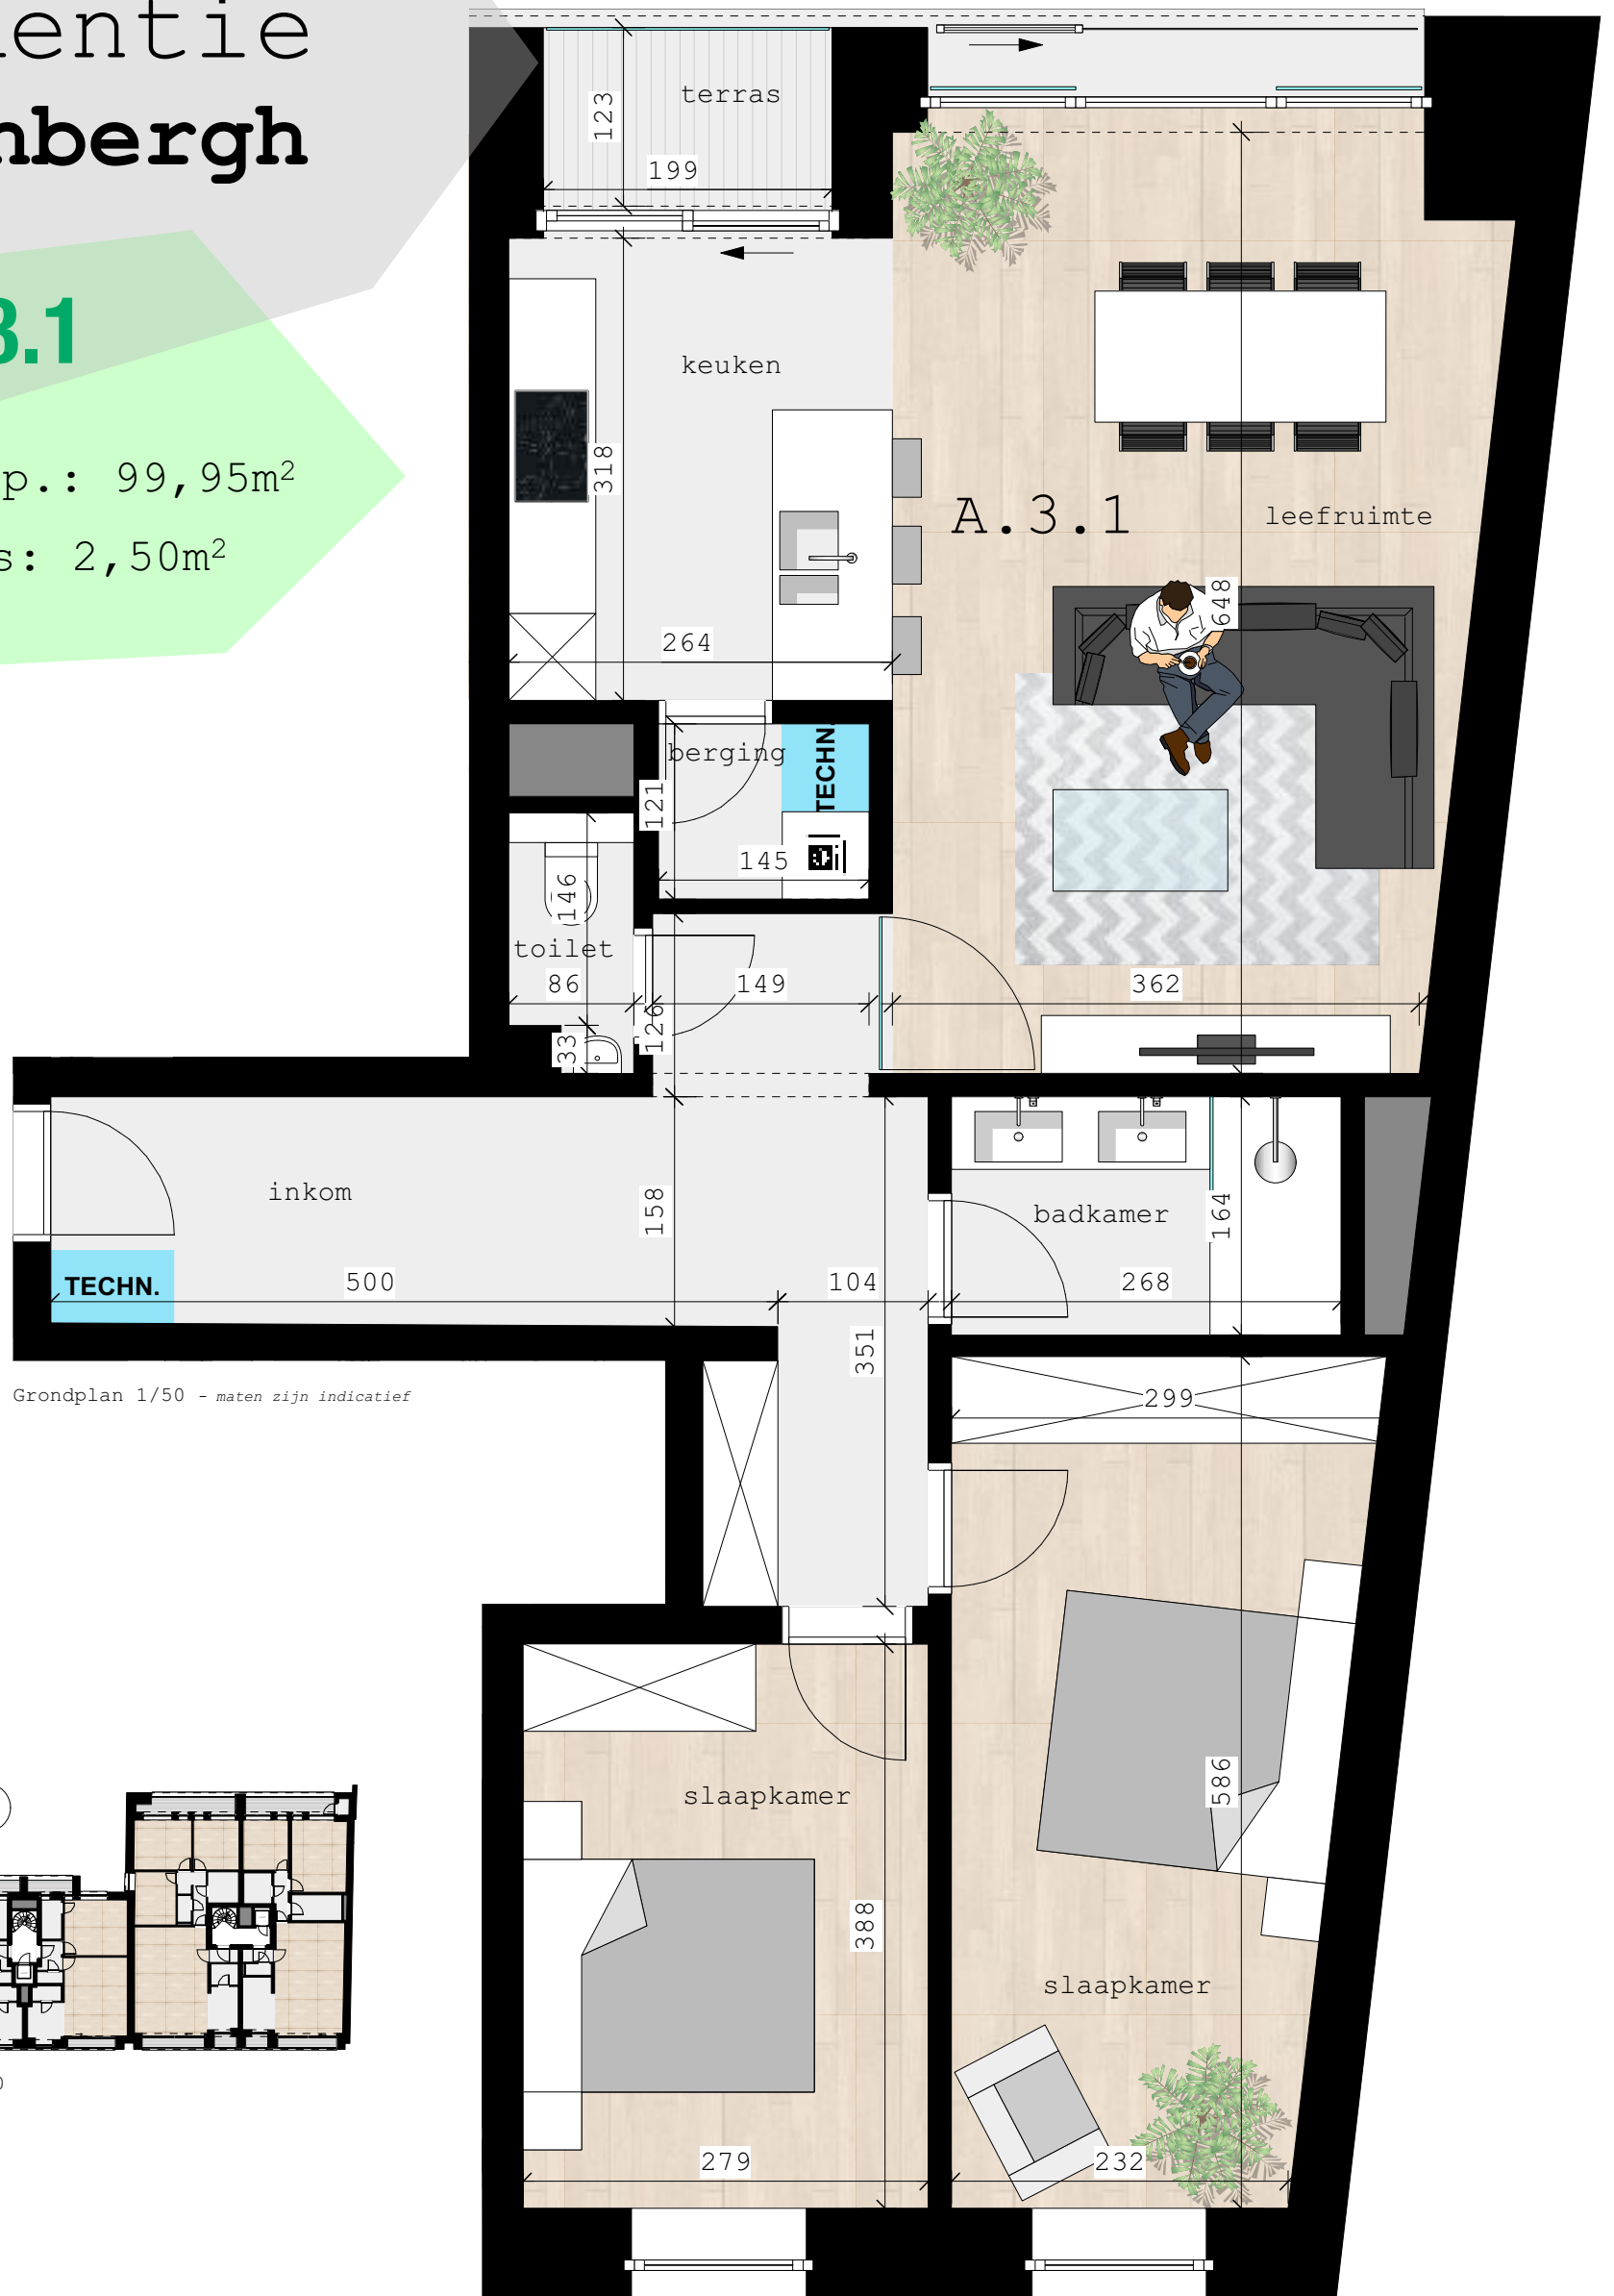 entie
nbergh
3.1
p.: 99,95m²
s: 2,50m²
terras
123
199
keuken
318
264
A.3.1
leefruimte
648
berging
TECHN.
121
145
146
toilet
86
149
362
126
33
inkom
158
badkamer
164
TECHN.
500
104
268
351
Grondplan 1/50 - maten zijn indicatief
299
slaapkamer
586
388
slaapkamer
279
232